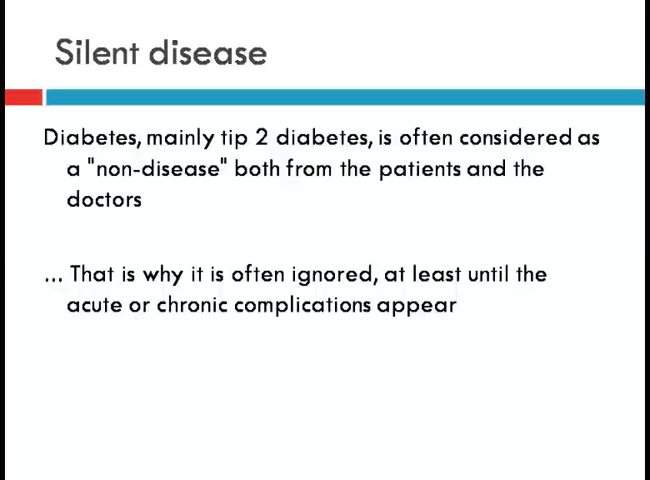 Silent disease
Diabetes, mainly tip 2 diabetes, is often considered as
a "non-disease" both from the patients and the
doctors
... That is why it is often ignored, at least until the
acute or chronic complications appear